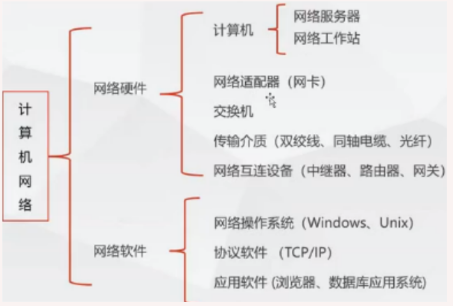 计算机网络
网络硬件
计算机
网络服务器
网络工作站
网络适配器（网卡）
交换机
传输介质（双绞线、同轴电缆、光纤）
网络互连设备（中继器、路由器、网关）
网络软件
网络操作系统（Windows、Unix）
协议软件 （TCP/IP）
应用软件 (浏览器、数据库应用系统)